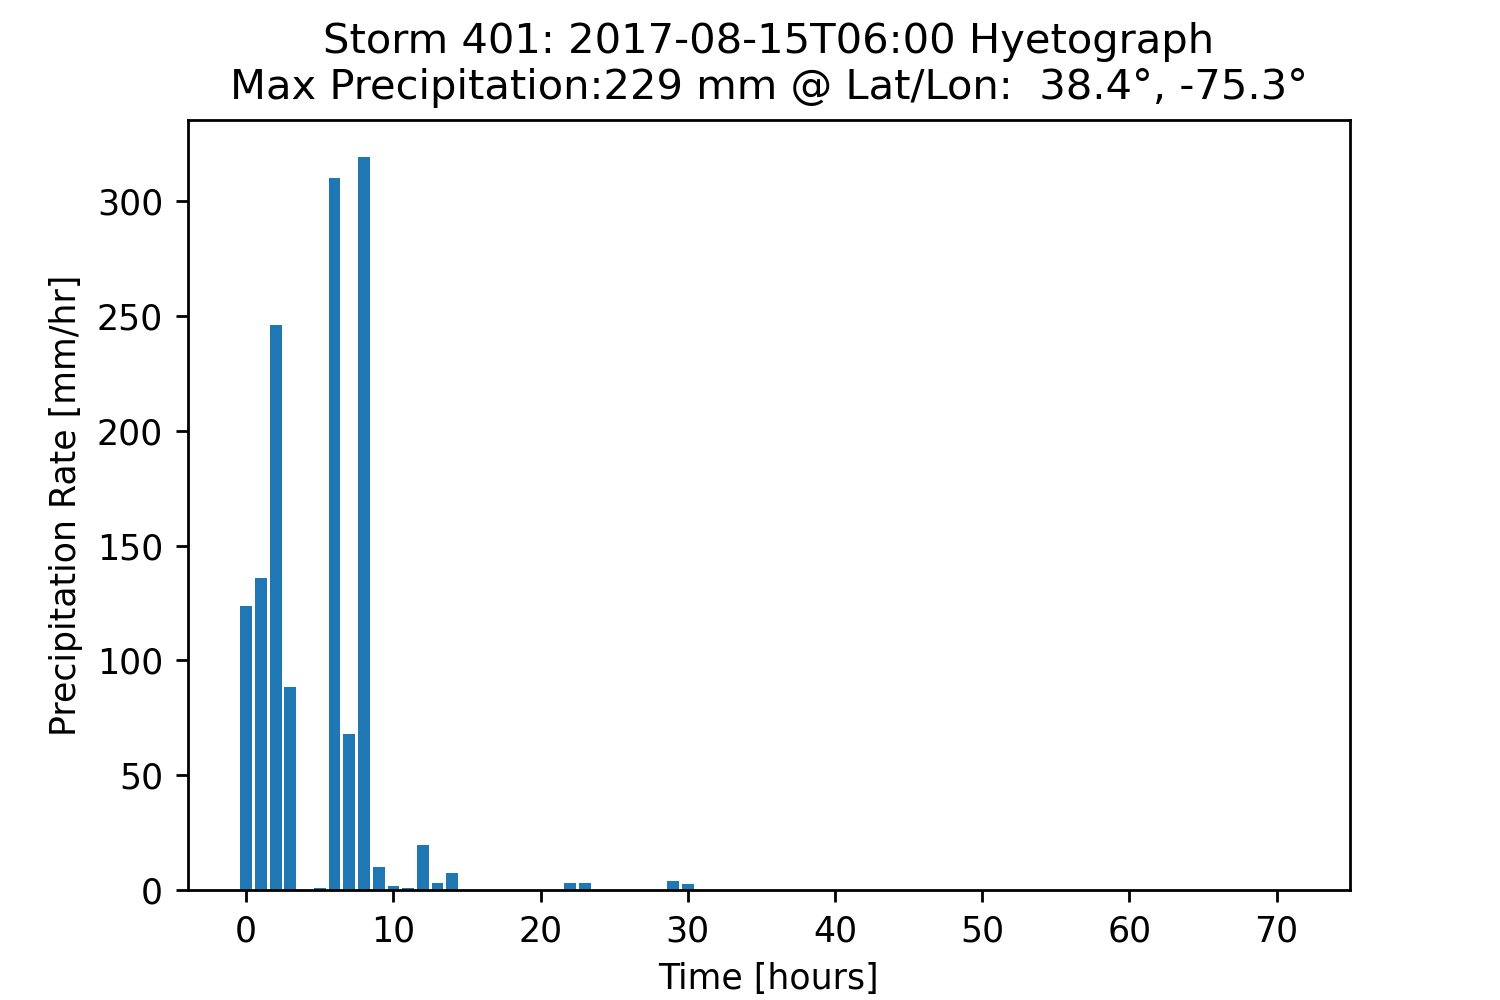 Storm 401: 2017-08-15T06:00 Hyetograph
Max Precipitation:229 mm @ Lat/Lon:  38.4°, -75.3°
Precipitation Rate [mm/hr]
300
250
200
150
100
50
0
0 10 20 30 40 50 60 70
Time [hours]